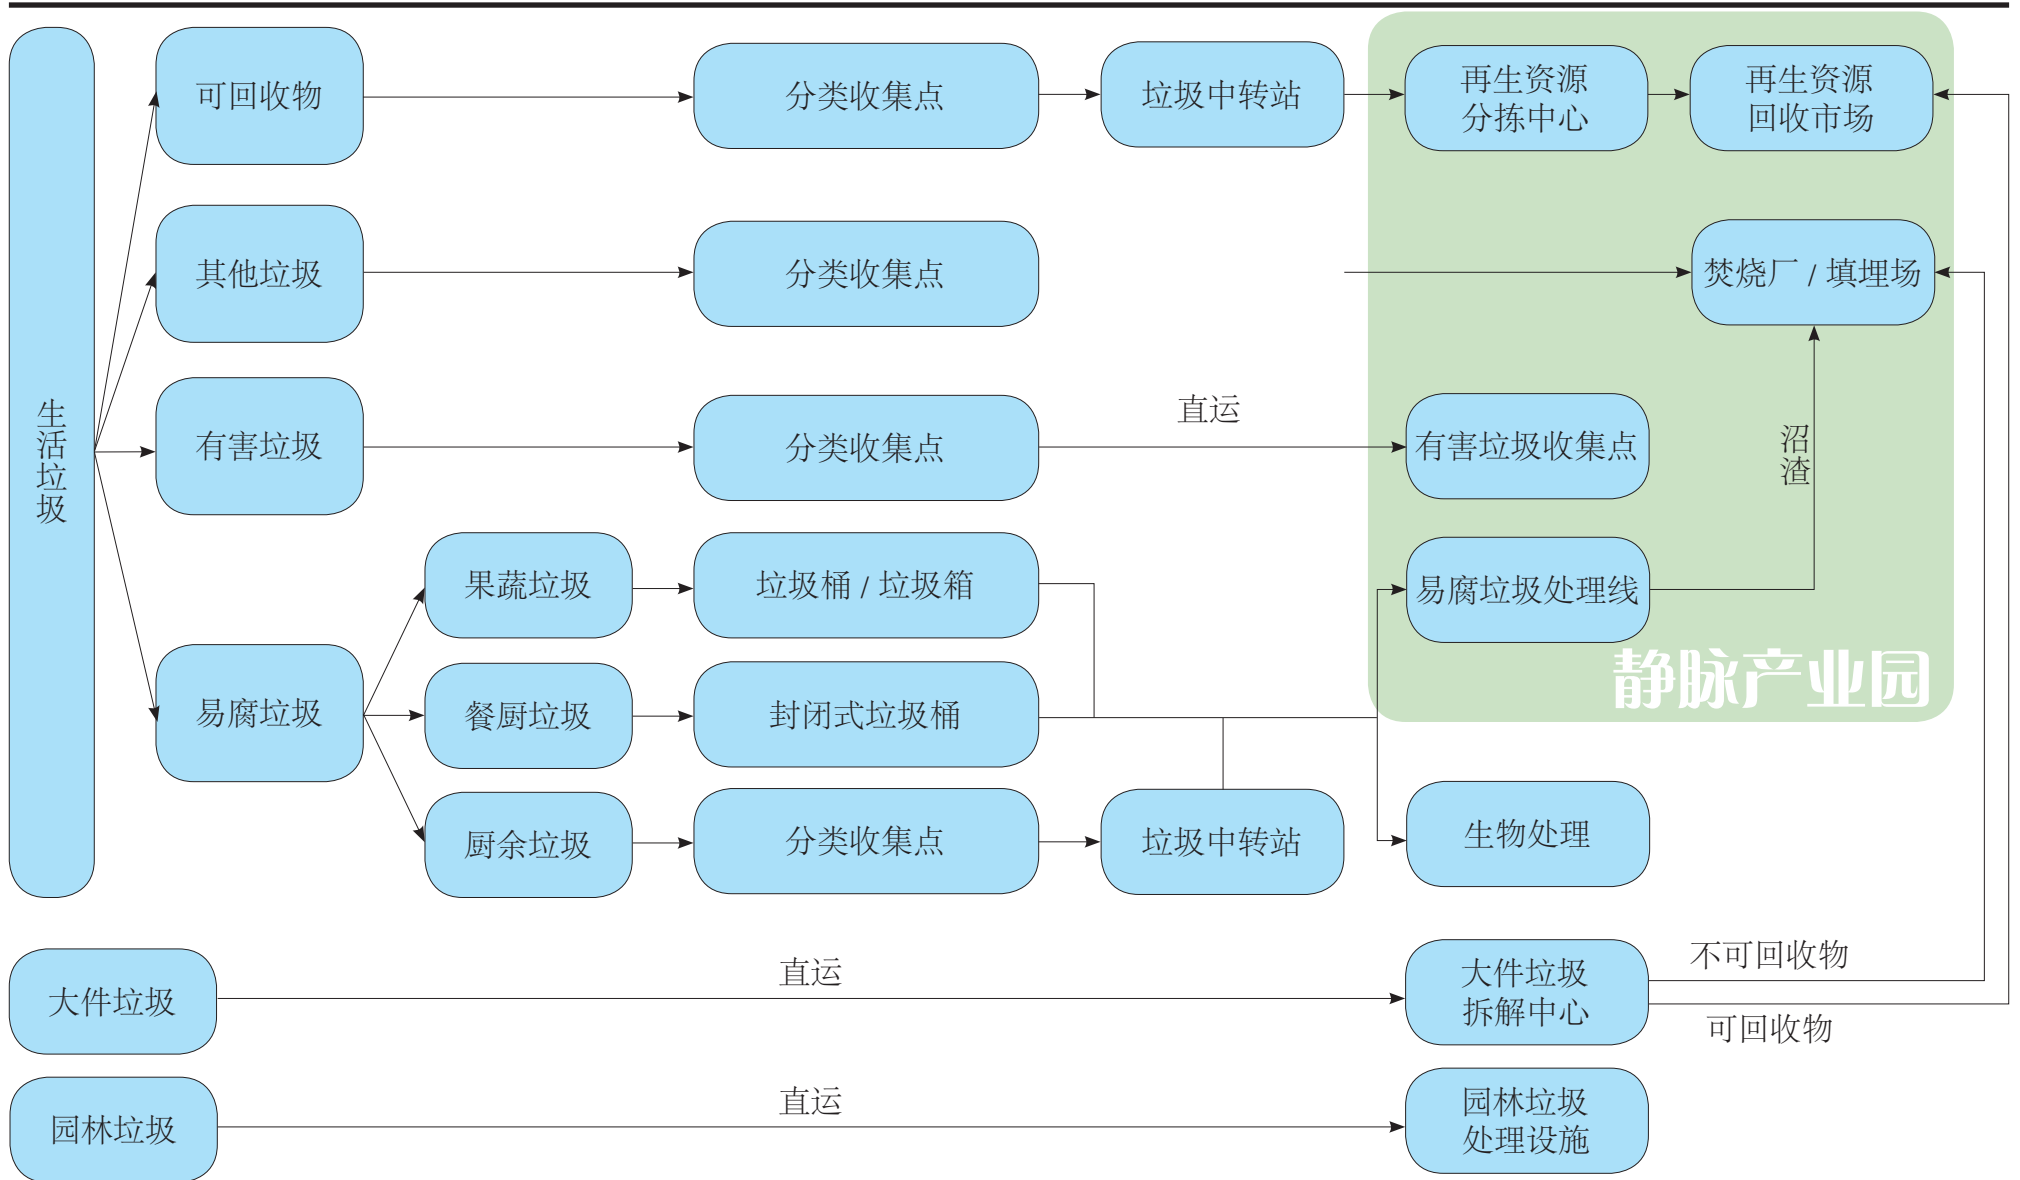 生活垃圾
可回收物
分类收集点
垃圾中转站
再生资源
分拣中心
再生资源
回收市场
其他垃圾
分类收集点
焚烧厂 / 填埋场
有害垃圾
分类收集点
直运
有害垃圾收集点
沼渣
易腐垃圾
果蔬垃圾
垃圾桶 / 垃圾箱
易腐垃圾处理线
静脉产业园
餐厨垃圾
封闭式垃圾桶
厨余垃圾
分类收集点
垃圾中转站
生物处理
大件垃圾
直运
大件垃圾
拆解中心
不可回收物
可回收物
园林垃圾
直运
园林垃圾
处理设施